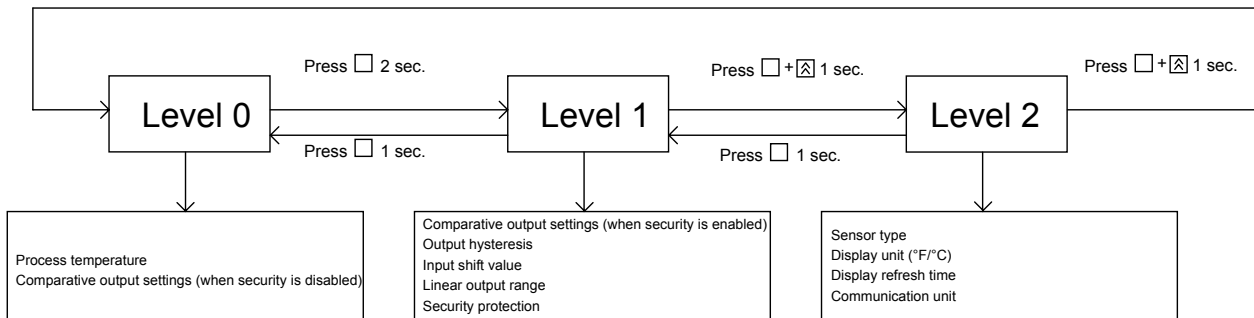 Press □ 2 sec.
Press □ + ⏫ 1 sec.
Press □ + ⏫ 1 sec.
Level 0
Level 1
Level 2
Press □ 1 sec.
Press □ 1 sec.
Process temperature
Comparative output settings (when security is disabled)
Comparative output settings (when security is enabled)
Output hysteresis
Input shift value
Linear output range
Security protection
Sensor type
Display unit (°F/°C)
Display refresh time
Communication unit